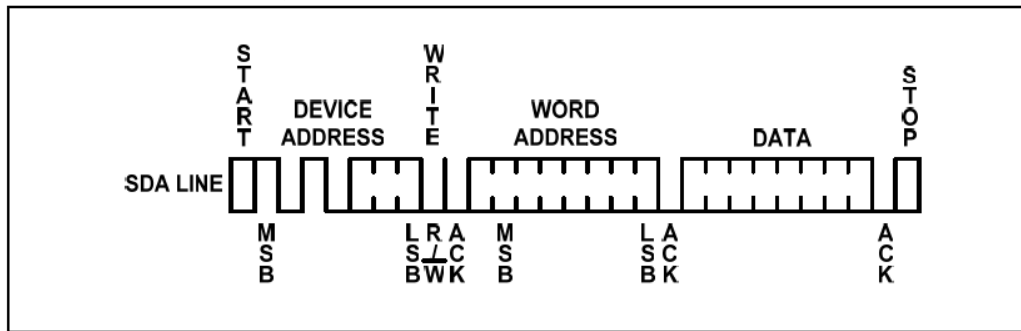 START
WRITE
STOP
DEVICE
ADDRESS
WORD
ADDRESS
DATA
SDA LINE
MSB
LSB
R/W
ACK
MSB
LSB
ACK
ACK